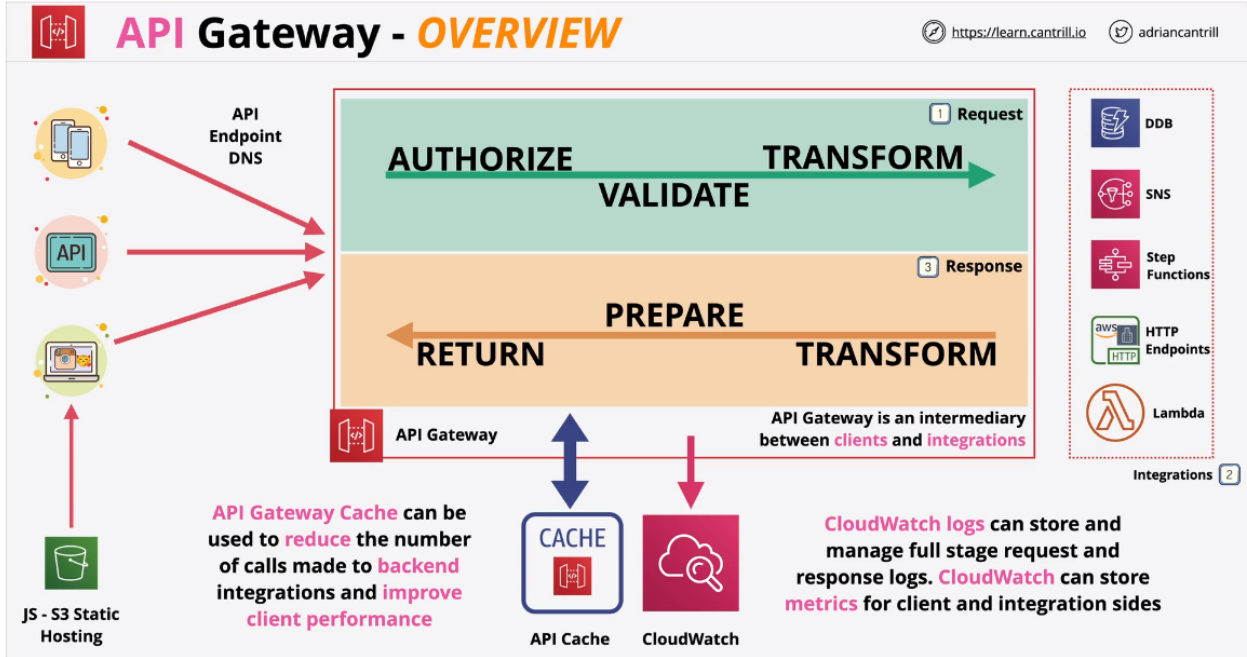 API Gateway - OVERVIEW
https://learn.cantrill.io
adriancantrill
API
Endpoint
DNS
1 Request
AUTHORIZE
TRANSFORM
VALIDATE
3 Response
PREPARE
RETURN
TRANSFORM
API Gateway
API Gateway is an intermediary
between clients and integrations
API
DDB
SNS
Step
Functions
aws
HTTP
HTTP
Endpoints
Lambda
Integrations 2
JS - S3 Static
Hosting
API Gateway Cache can be
used to reduce the number
of calls made to backend
integrations and improve
client performance
CACHE
API Cache
CloudWatch
CloudWatch logs can store and
manage full stage request and
response logs. CloudWatch can store
metrics for client and integration sides